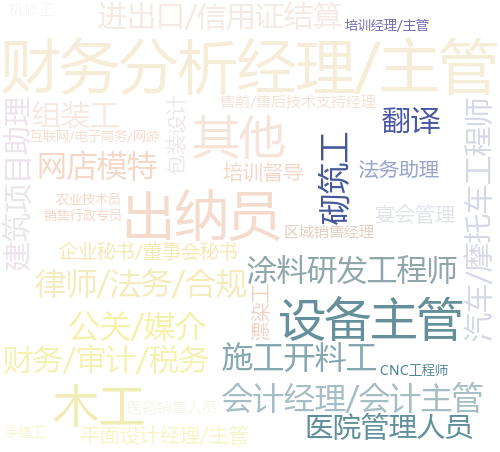 机修工
进出口/信用证结算
培训经理/主管
财务分析经理/主管
售前/售后技术支持经理
组装工
包装设计
其他
翻译
汽车/摩托车工程师
建筑项目助理
互联网/电子商务/网游
网店模特
培训督导
砌筑工
法务助理
农业技术员
销售行政专员
出纳员
宴会管理
区域销售经理
企业秘书/董事会秘书
律师/法务/合规
涂料研发工程师
漂染工
设备主管
公关/媒介
财务/审计/税务
施工开料工
CNC工程师
木工
医药销售人员
会计经理/会计主管
手缝工
平面设计经理/主管
医院管理人员